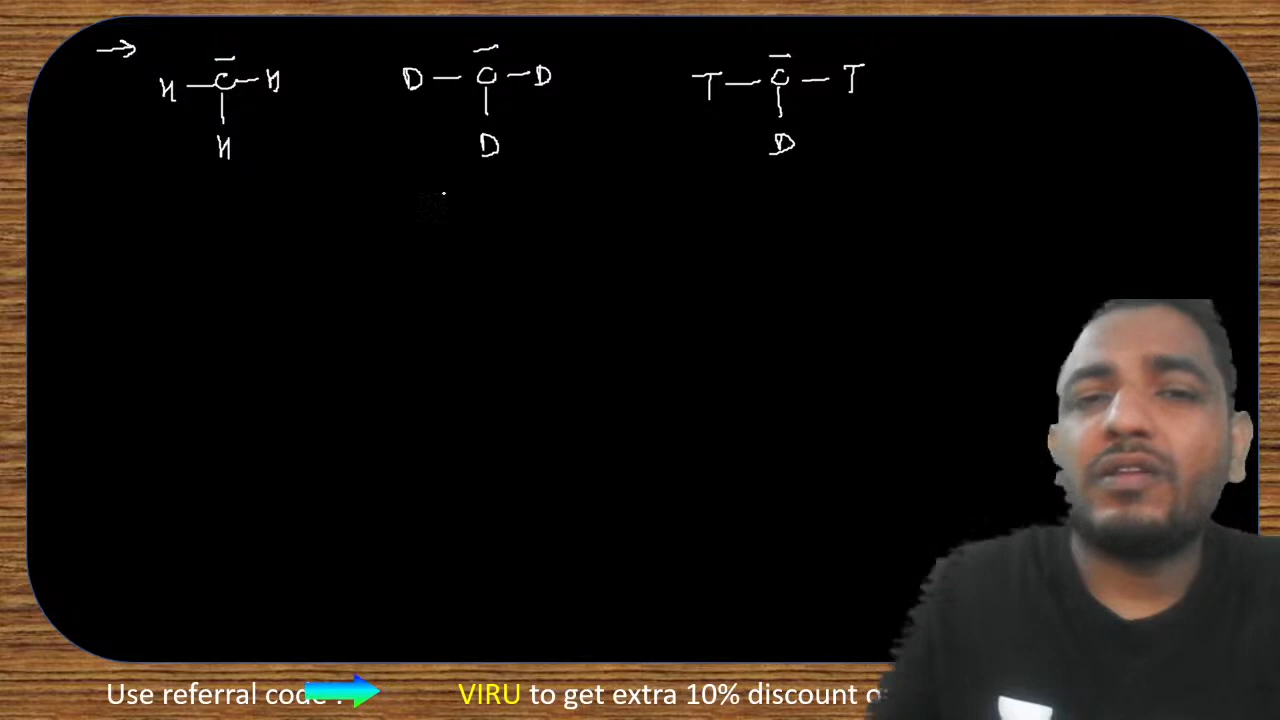 → H — C̅ — H D — C̅ — D T — C̅ — T
H D D
Use referral code : VIRU to get extra 10% discount